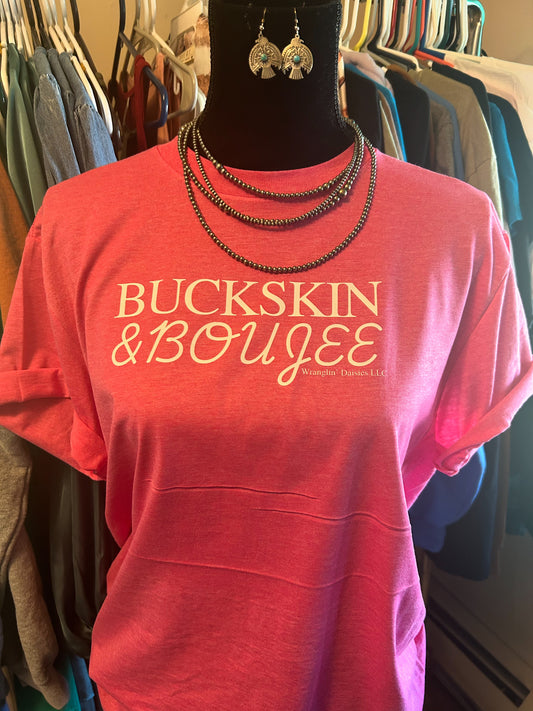 BUCKSKIN
&BOUJEE
Wranglin' Daisies LLC